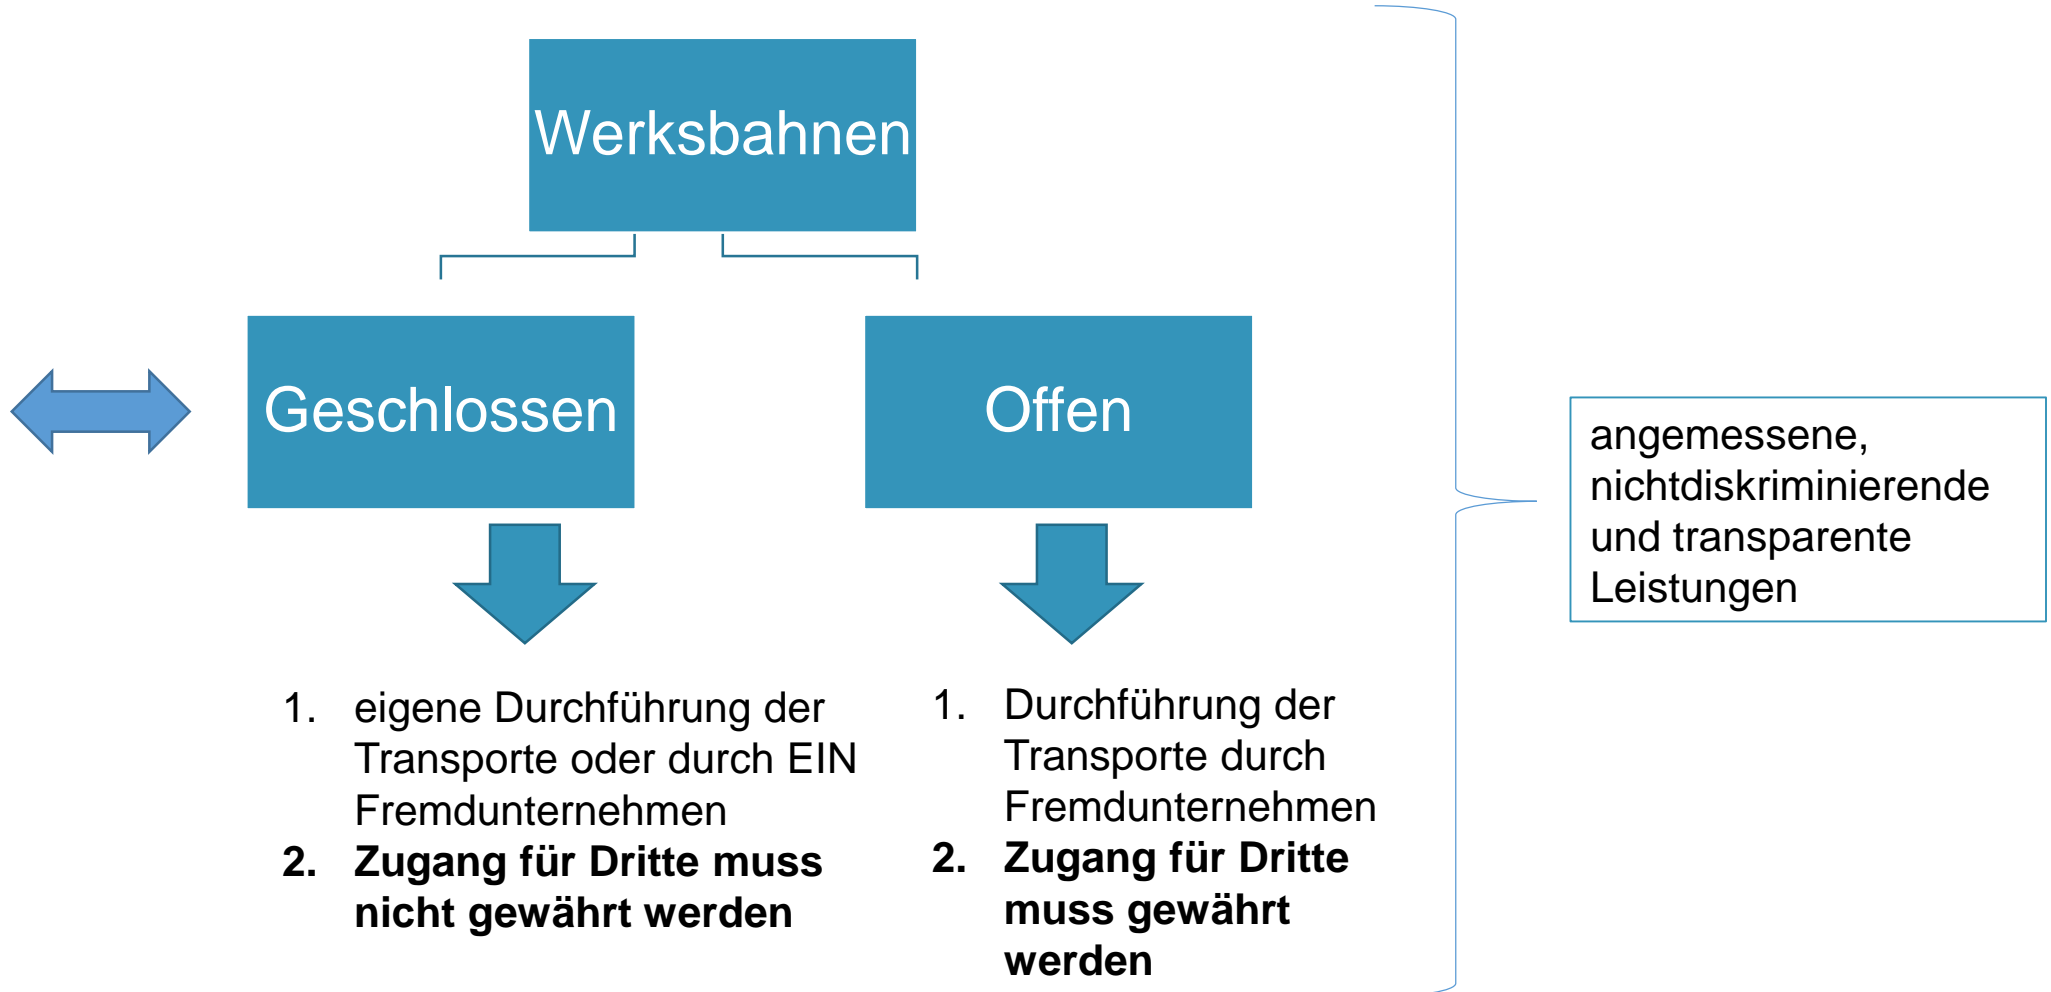 Werksbahnen
Geschlossen
Offen
1. eigene Durchführung der
Transporte oder durch EIN
Fremdunternehmen
2. Zugang für Dritte muss
nicht gewährt werden
1. Durchführung der
Transporte durch
Fremdunternehmen
2. Zugang für Dritte
muss gewährt
werden
angemessene,
nichtdiskriminierende
und transparente
Leistungen